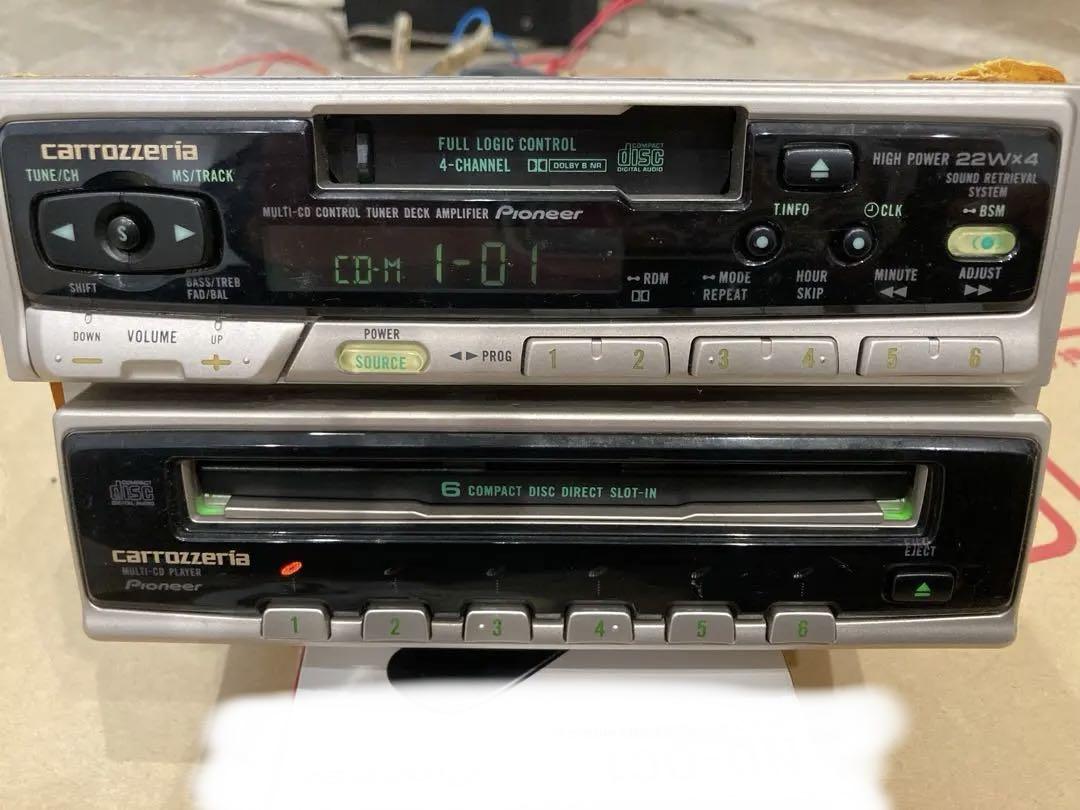 carrozzeria
FULL LOGIC CONTROL
4-CHANNEL DOLBY B NR
COMPACT
disc
DIGITAL AUDIO
HIGH POWER 22W×4
SOUND RETRIEVAL
SYSTEM
TUNE/CH MS/TRACK
S
MULTI-CD CONTROL TUNER DECK AMPLIFIER Pioneer
T.INFO CLK BSM
CD-M 1-01
BASS/TREB
FAD/BAL
SHIFT
RDM MODE
REPEAT
HOUR
SKIP
MINUTE
ADJUST
DOWN VOLUME UP
POWER
SOURCE
PROG
1 2 3 4 5 6
COMPACT
disc
DIGITAL AUDIO
6 COMPACT DISC DIRECT SLOT-IN
carrozzeria
MULTI-CD PLAYER
Pioneer
EJECT
1 2 3 4 5 6